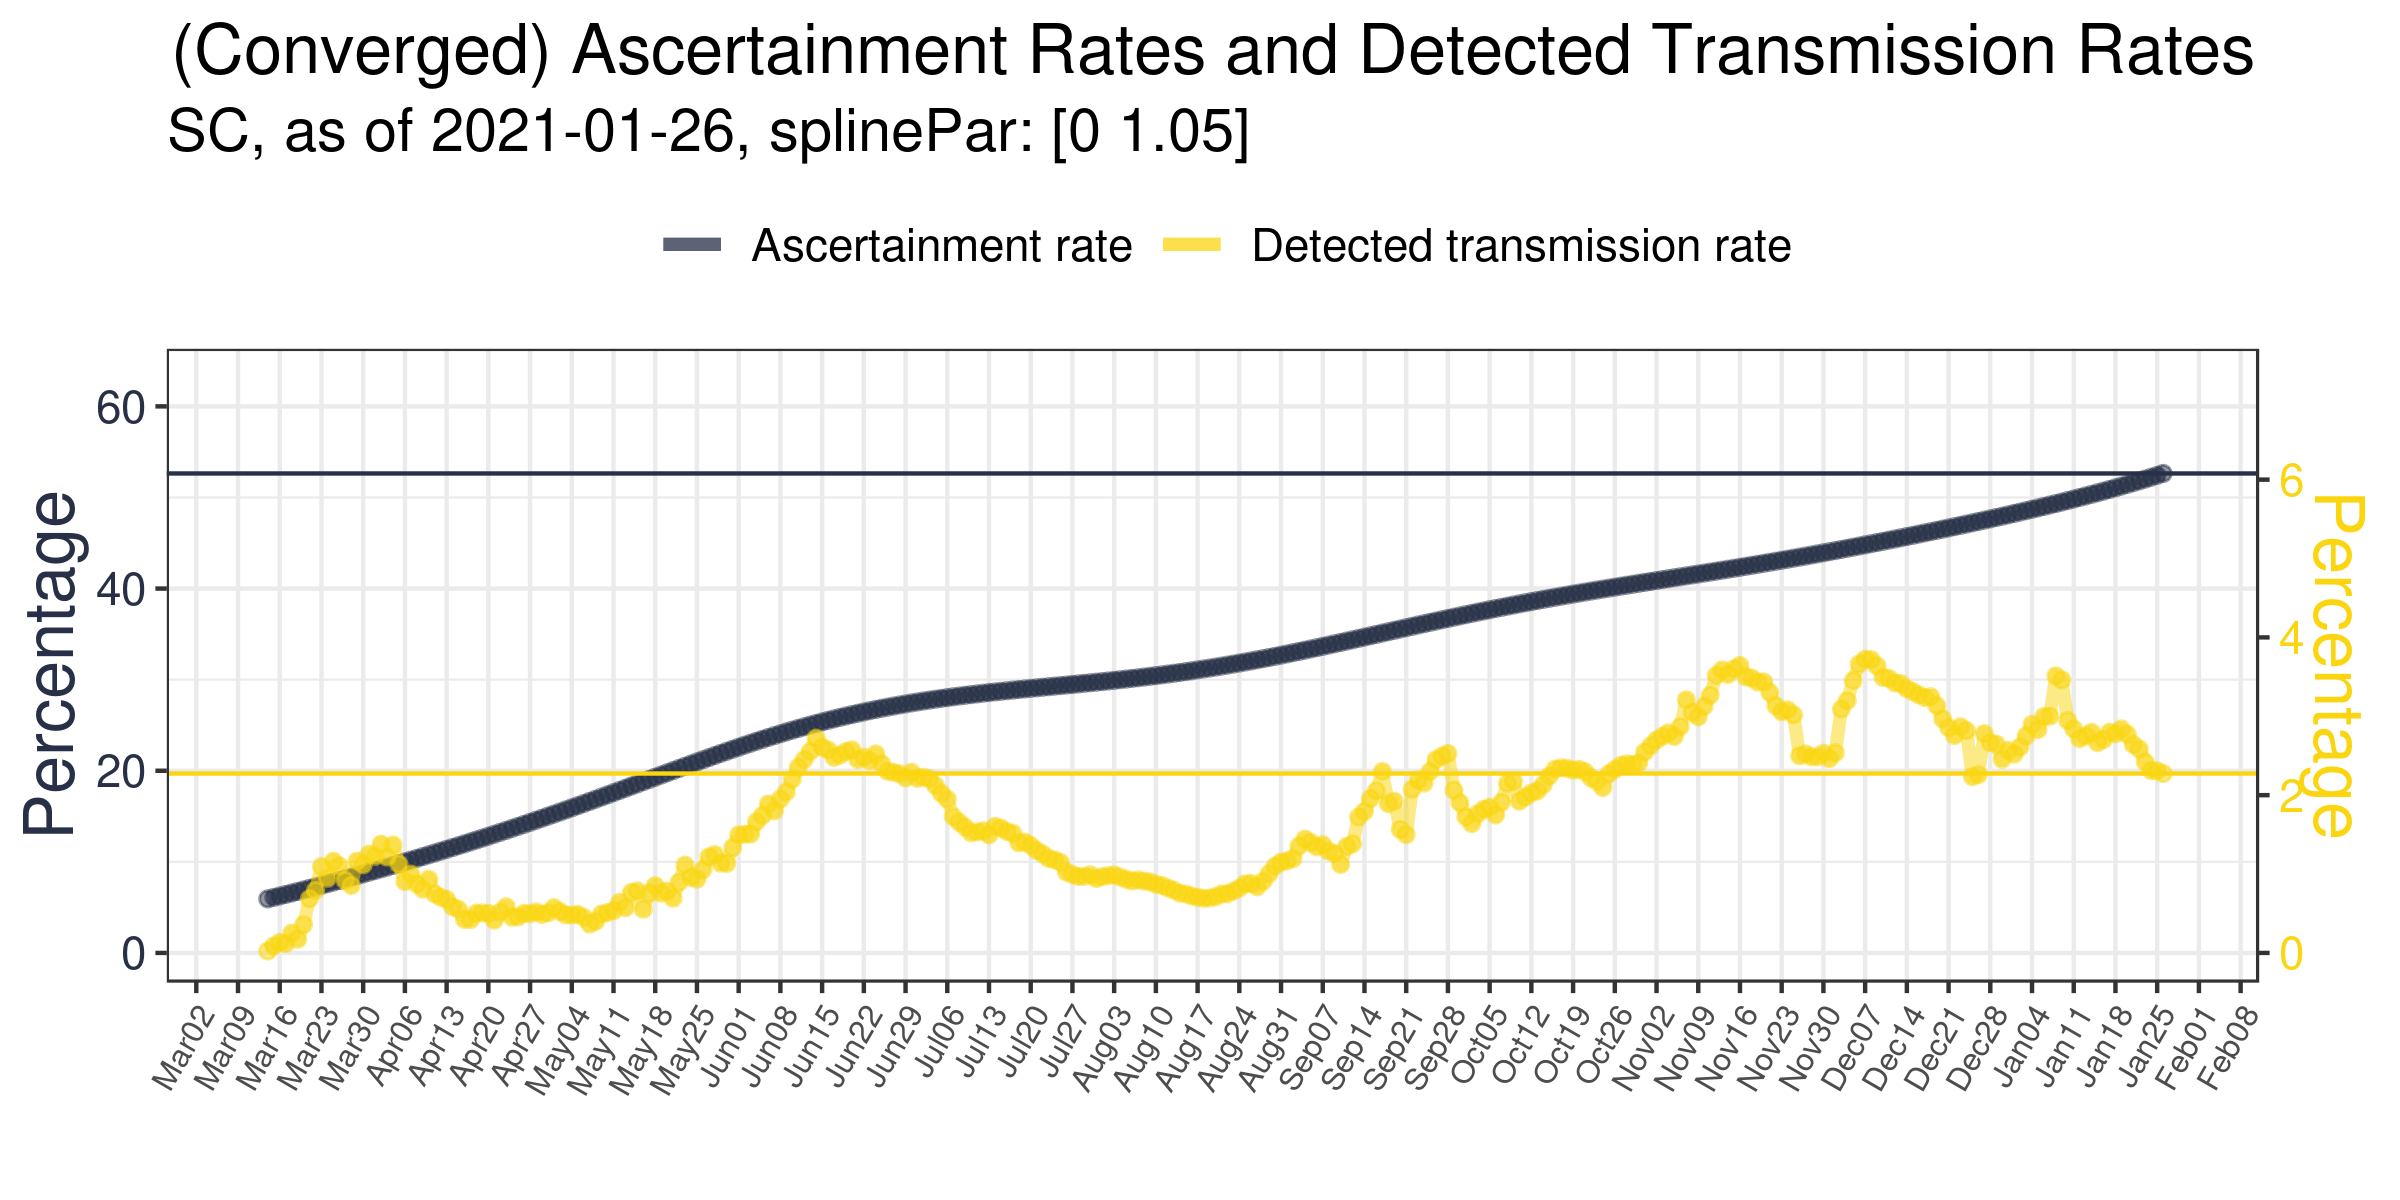 (Converged) Ascertainment Rates and Detected Transmission Rates
SC, as of 2021-01-26, splinePar: [0 1.05]
Ascertainment rate
Detected transmission rate
Percentage
60
40
20
0
6
4
2
0
Percentage
Mar02
Mar09
Mar16
Mar23
Mar30
Apr06
Apr13
Apr20
Apr27
May04
May11
May18
May25
Jun01
Jun08
Jun15
Jun22
Jun29
Jul06
Jul13
Jul20
Jul27
Aug03
Aug10
Aug17
Aug24
Aug31
Sep07
Sep14
Sep21
Sep28
Oct05
Oct12
Oct19
Oct26
Nov02
Nov09
Nov16
Nov23
Nov30
Dec07
Dec14
Dec21
Dec28
Jan04
Jan11
Jan18
Jan25
Feb01
Feb08